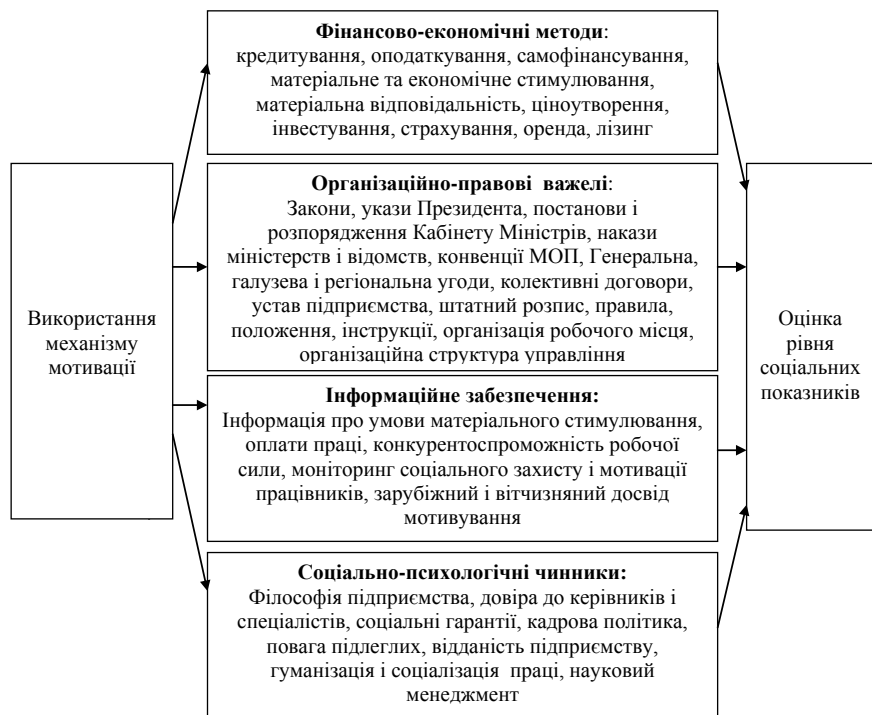 Фінансово-економічні методи:
кредитування, оподаткування, самофінансування,
матеріальне та економічне стимулювання,
матеріальна відповідальність, ціноутворення,
інвестування, страхування, оренда, лізинг
Організаційно-правові важелі:
Закони, укази Президента, постанови і
розпорядження Кабінету Міністрів, накази
міністерств і відомств, конвенції МОП, Генеральна,
галузева і регіональна угоди, колективні договори,
устав підприємства, штатний розпис, правила,
положення, інструкції, організація робочого місця,
організаційна структура управління
Використання
механізму
мотивації
Оцінка
рівня
соціальних
показників
Інформаційне забезпечення:
Інформація про умови матеріального стимулювання,
оплати праці, конкурентоспроможність робочої
сили, моніторинг соціального захисту і мотивації
працівників, зарубіжний і вітчизняний досвід
мотивування
Соціально-психологічні чинники:
Філософія підприємства, довіра до керівників і
спеціалістів, соціальні гарантії, кадрова політика,
повага підлеглих, відданість підприємству,
гуманізація і соціалізація праці, науковий
менеджмент